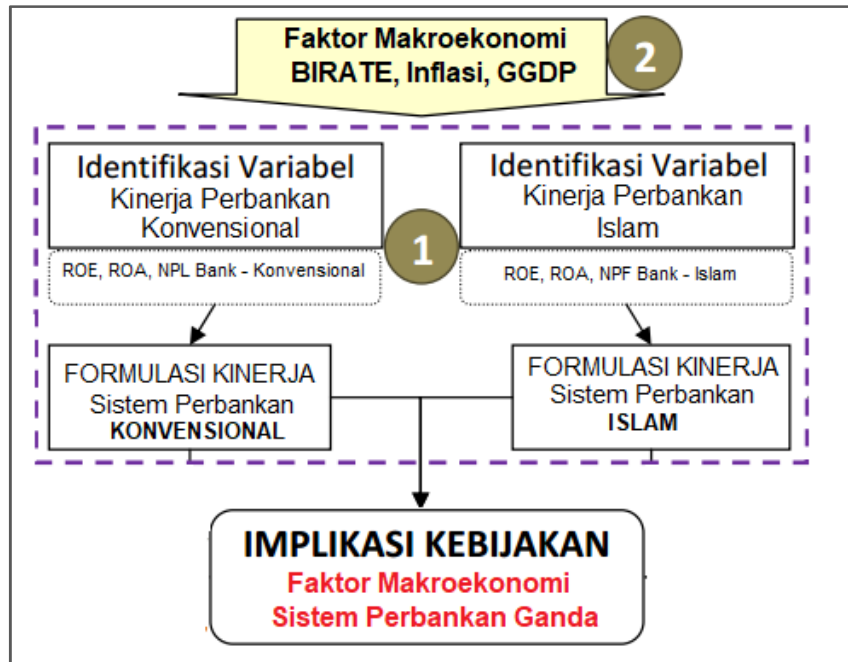 Faktor Makroekonomi
BIRATE, Inflasi, GGDP
2
Identifikasi Variabel
Kinerja Perbankan
Konvensional
ROE, ROA, NPL Bank - Konvensional
1
Identifikasi Variabel
Kinerja Perbankan
Islam
ROE, ROA, NPF Bank - Islam
FORMULASI KINERJA
Sistem Perbankan
KONVENSIONAL
FORMULASI KINERJA
Sistem Perbankan
ISLAM
IMPLIKASI KEBIJAKAN
Faktor Makroekonomi
Sistem Perbankan Ganda